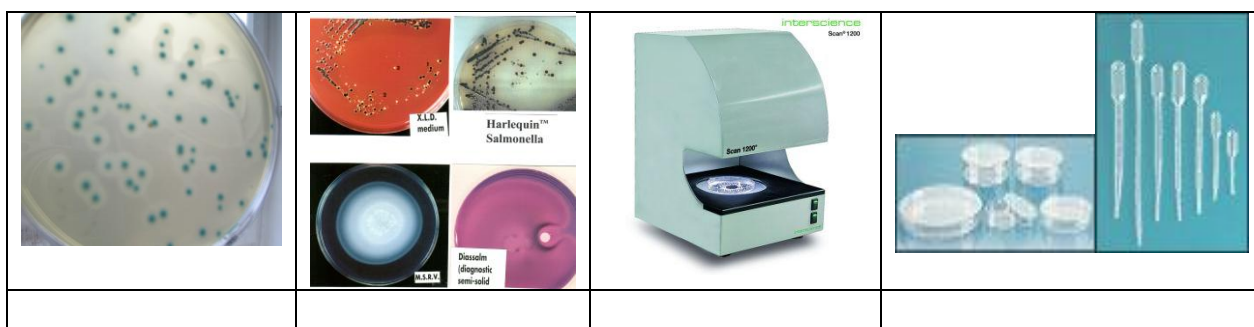 X.L.D.
medium
Harlequin™
Salmonella
M.S.R.V.
Diassalm
(diagnostic
semi-solid
interscience
Scan® 1200
Scan 1200®